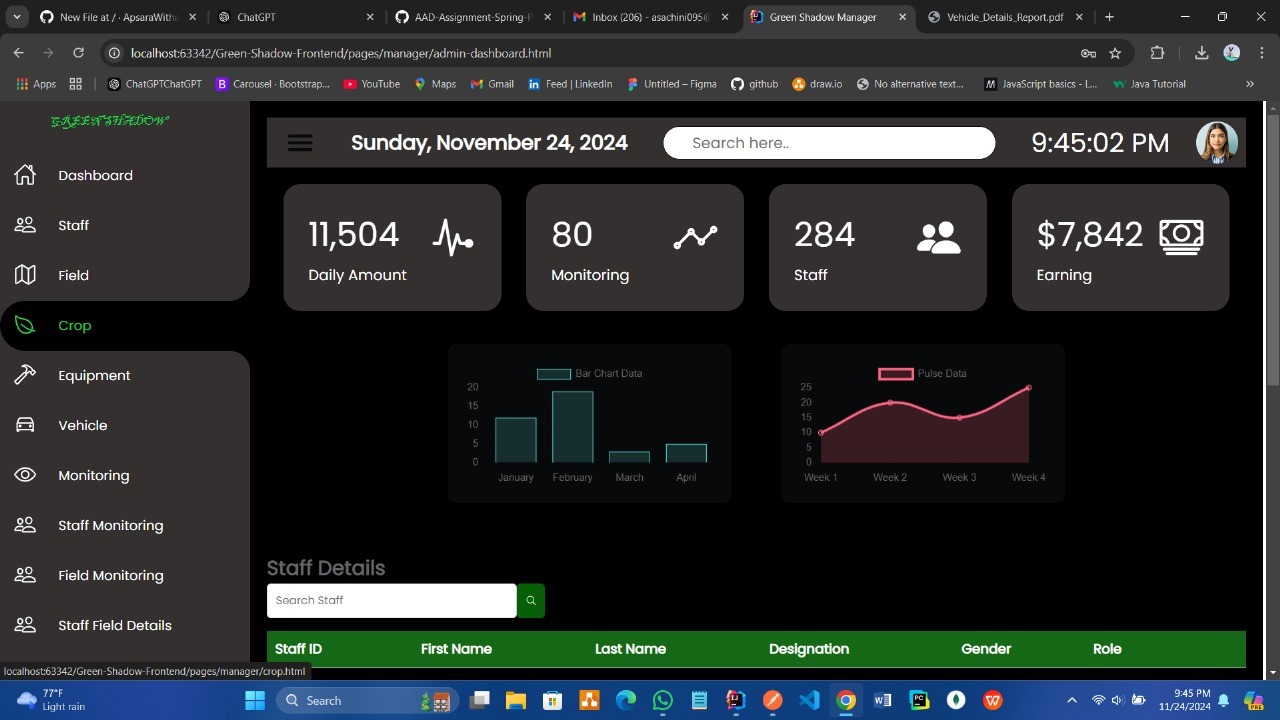 New File at / · ApsaraWith
ChatGPT
AAD-Assignment-Spring-P
Inbox (206) - asachini095@
Green Shadow Manager
Vehicle_Details_Report.pdf
localhost:63342/Green-Shadow-Frontend/pages/manager/admin-dashboard.html
Apps
ChatGPTChatGPT
Carousel · Bootstrap...
YouTube
Maps
Gmail
Feed | LinkedIn
Untitled – Figma
github
draw.io
No alternative text...
JavaScript basics - L...
Java Tutorial
GREEN SHADOW
Sunday, November 24, 2024
Search here..
9:45:02 PM
Dashboard
Staff
Field
Crop
Equipment
Vehicle
Monitoring
Staff Monitoring
Field Monitoring
Staff Field Details
11,504
Daily Amount
80
Monitoring
284
Staff
$7,842
Earning
Bar Chart Data
20
15
10
5
0
January February March April
Pulse Data
25
20
15
10
5
0
Week 1 Week 2 Week 3 Week 4
Staff Details
Search Staff
Staff ID First Name Last Name Designation Gender Role
localhost:63342/Green-Shadow-Frontend/pages/manager/crop.html
77°F
Light rain
Search
9:45 PM
11/24/2024